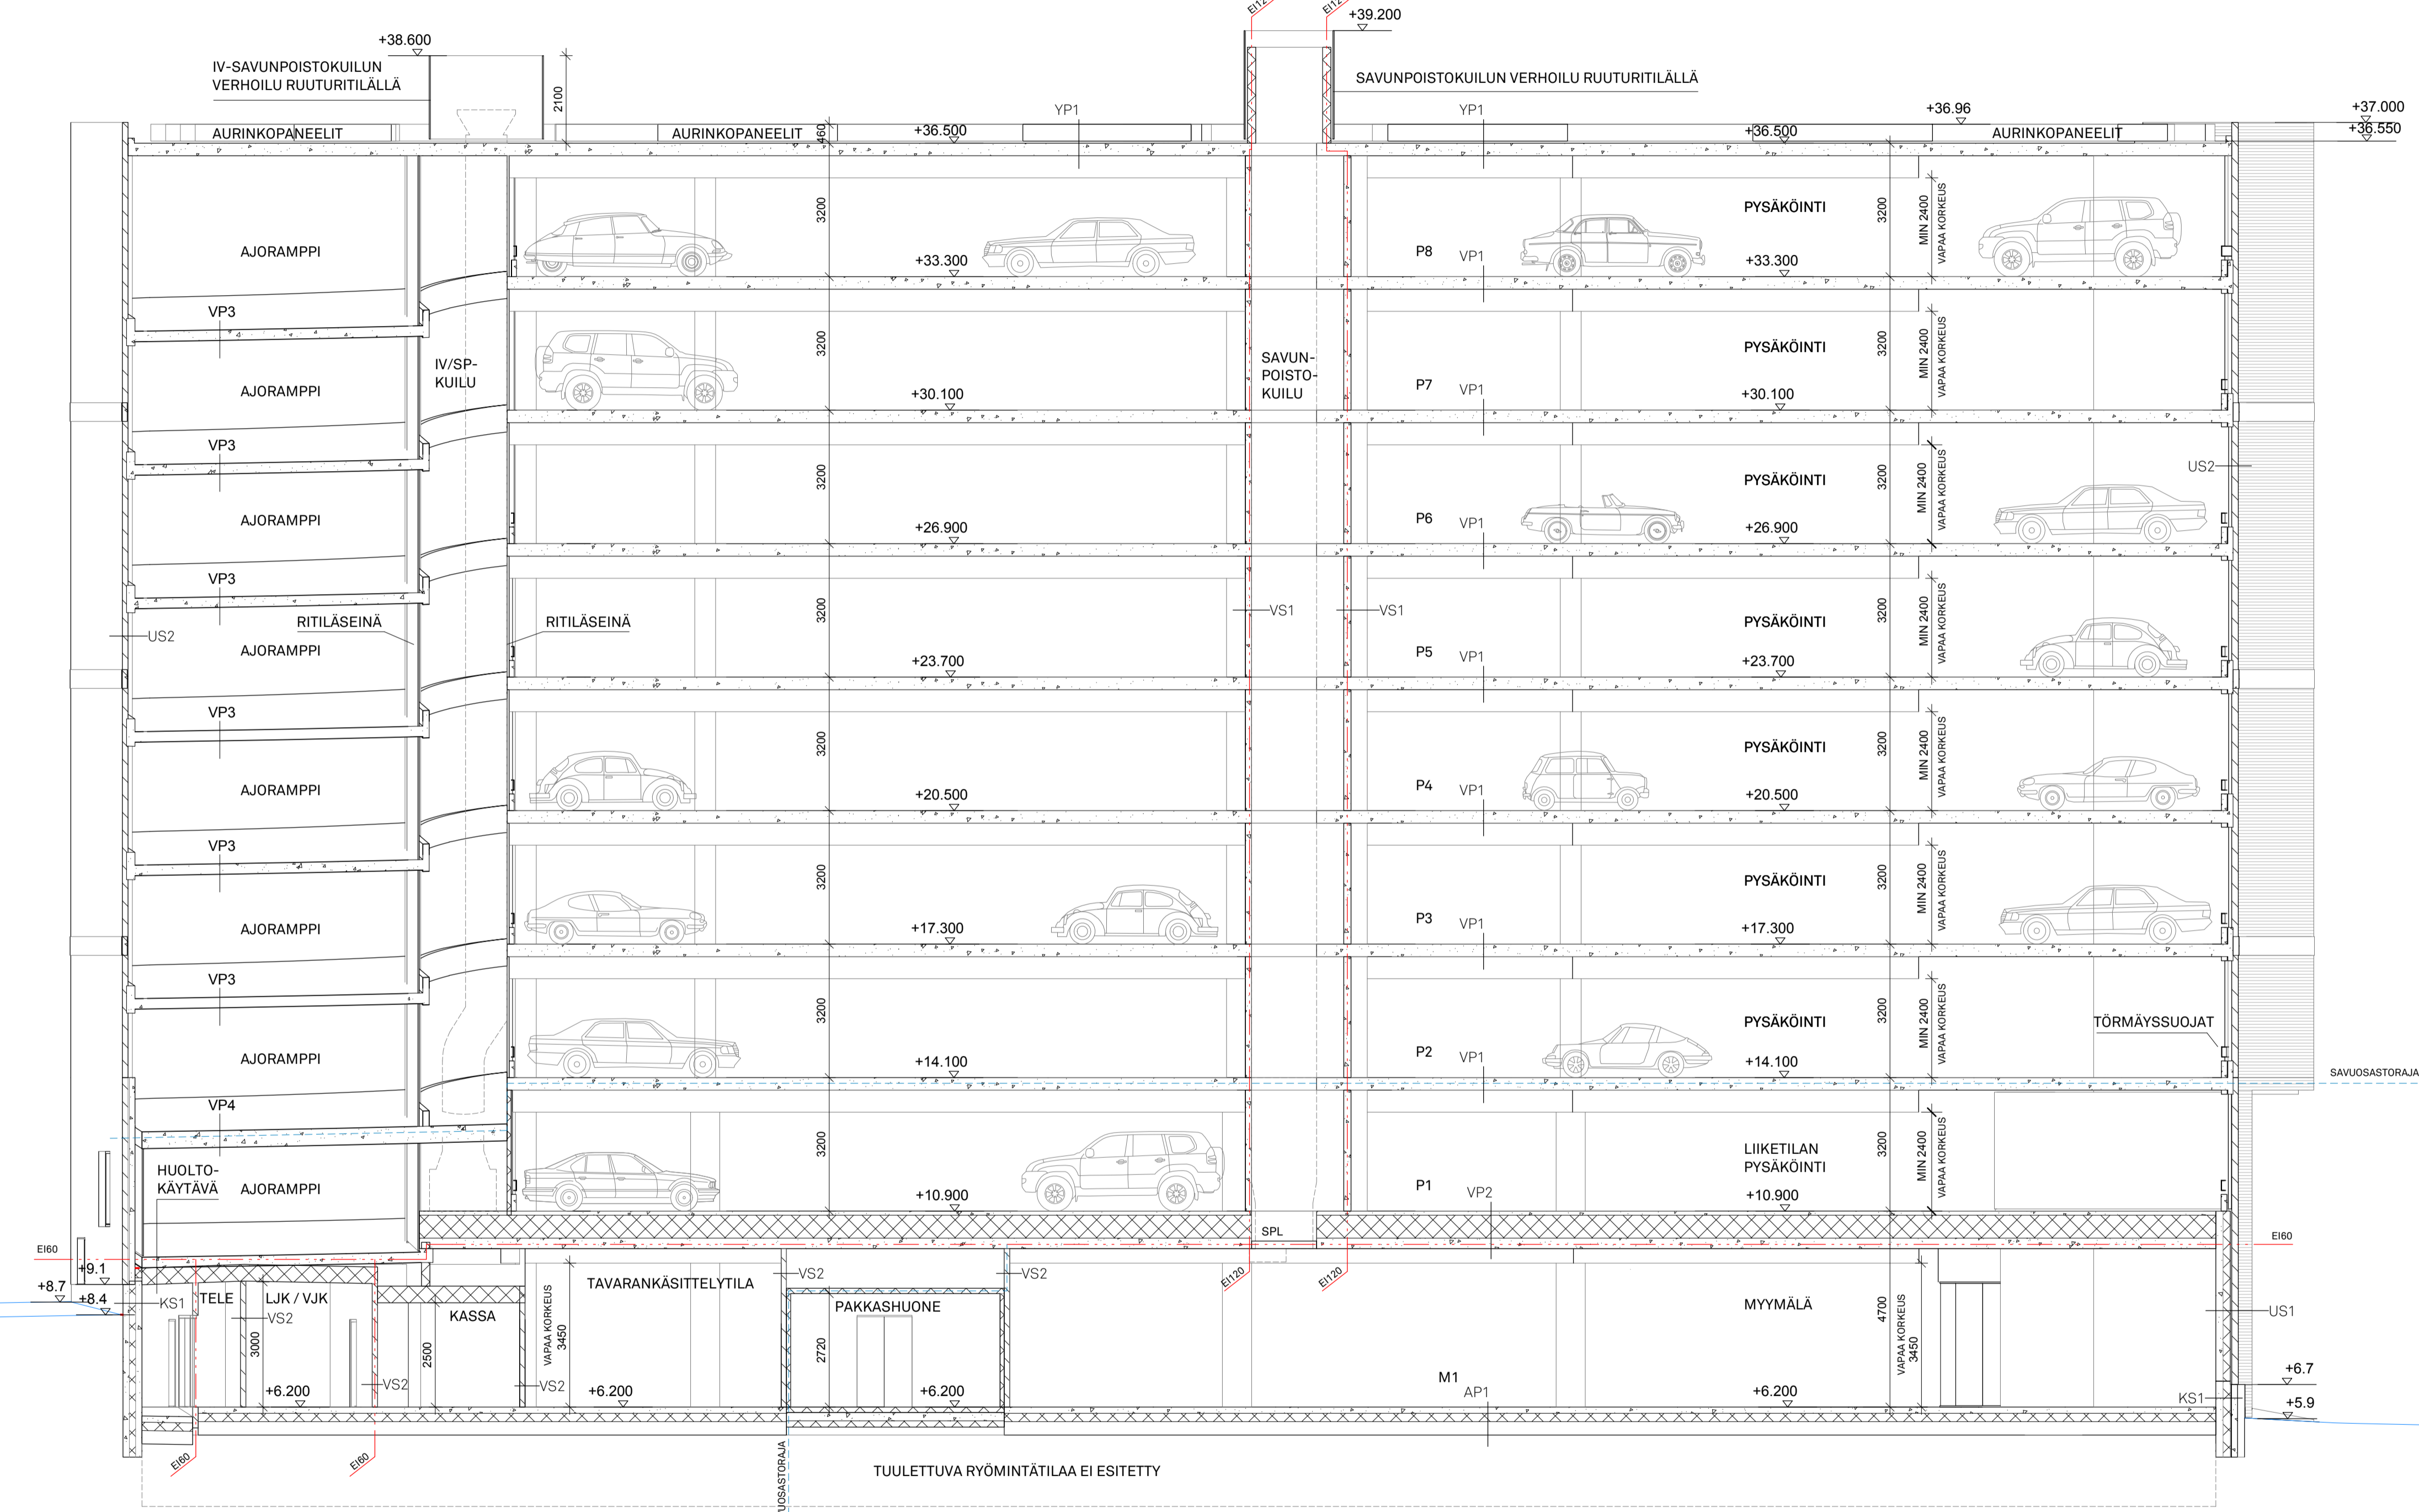 EI12
EI12
+39.200
+38.600
IV-SAVUNPOISTOKUILUN
VERHOILU RUUTURITILÄLLÄ
2100
SAVUNPOISTOKUILUN VERHOILU RUUTURITILÄLLÄ
YP1
YP1
+36.96
+37.000
AURINKOPANEELIT
AURINKOPANEELIT
460
+36.500
+36.500
AURINKOPANEELIT
+36.550
AJORAMPPI
3200
PYSÄKÖINTI
3200
MIN 2400
VAPAA KORKEUS
+33.300
P8
VP1
+33.300
VP3
IV/SP-
KUILU
3200
SAVUN-
POISTO-
KUILU
PYSÄKÖINTI
3200
MIN 2400
VAPAA KORKEUS
AJORAMPPI
+30.100
P7
VP1
+30.100
VP3
3200
PYSÄKÖINTI
3200
MIN 2400
VAPAA KORKEUS
US2
AJORAMPPI
+26.900
P6
VP1
+26.900
VP3
RITILÄSEINÄ
RITILÄSEINÄ
3200
VS1
VS1
PYSÄKÖINTI
3200
MIN 2400
VAPAA KORKEUS
US2
AJORAMPPI
+23.700
P5
VP1
+23.700
VP3
3200
PYSÄKÖINTI
3200
MIN 2400
VAPAA KORKEUS
AJORAMPPI
+20.500
P4
VP1
+20.500
VP3
3200
PYSÄKÖINTI
3200
MIN 2400
VAPAA KORKEUS
AJORAMPPI
+17.300
P3
VP1
+17.300
VP3
3200
PYSÄKÖINTI
3200
MIN 2400
VAPAA KORKEUS
TÖRMÄYSSUOJAT
AJORAMPPI
+14.100
P2
VP1
+14.100
SAVUOSASTORAJA
VP4
3200
LIIKETILAN
PYSÄKÖINTI
3200
MIN 2400
VAPAA KORKEUS
HUOLTO-
KÄYTÄVÄ
AJORAMPPI
+10.900
P1
VP2
+10.900
EI60
SPL
EI60
+9.1
+8.7
+8.4
KS1
TELE
LJK / VJK
VS2
3000
KASSA
2500
TAVARANKÄSITTELYTILA
VAPAA KORKEUS
3450
VS2
PAKKASHUONE
2720
VS2
EI120
EI120
MYYMÄLÄ
4700
VAPAA KORKEUS
3450
US1
+6.7
+6.200
VS2
VS2
+6.200
+6.200
M1
AP1
+6.200
KS1
+5.9
EI60
EI60
UOSASTORAJA
TUULETTUVA RYÖMINTÄTILAA EI ESITETTY